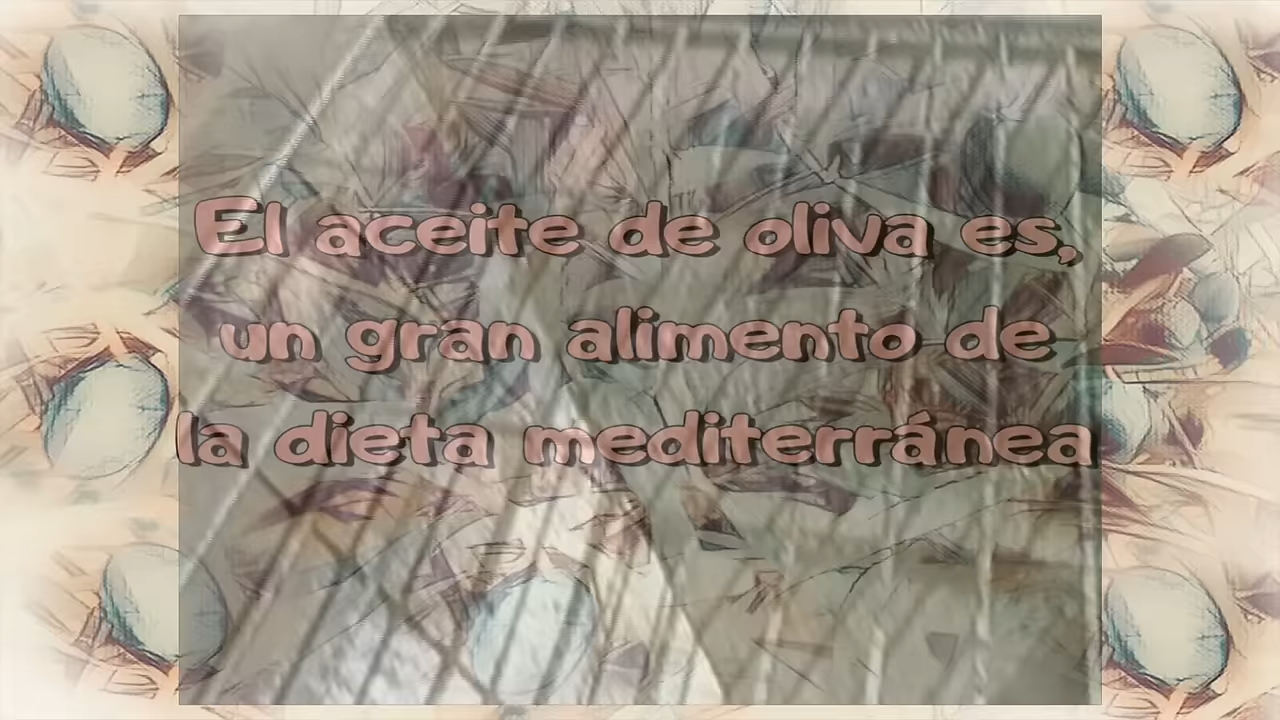 El aceite de oliva es,
un gran alimento de
la dieta mediterránea